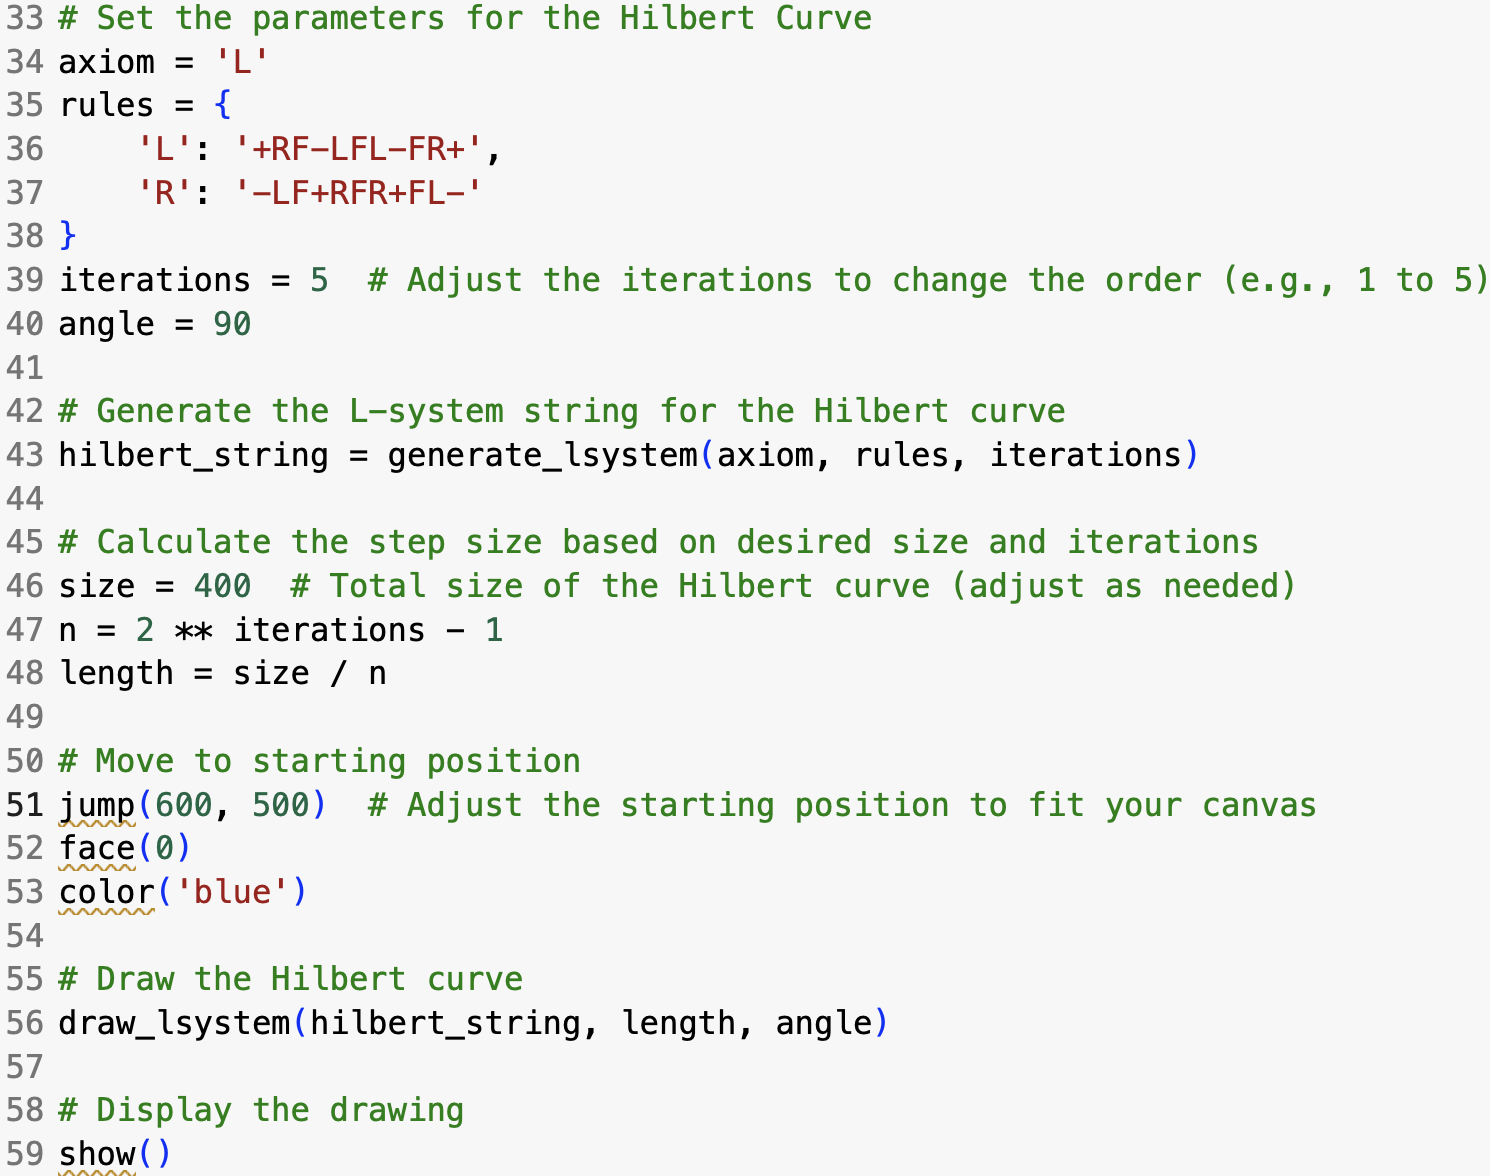 33 # Set the parameters for the Hilbert Curve
34 axiom = 'L'
35 rules = {
36     'L': '+RF-LFL-FR+',
37     'R': '-LF+RFR+FL-'
38 }
39 iterations = 5  # Adjust the iterations to change the order (e.g., 1 to 5)
40 angle = 90
41
42 # Generate the L-system string for the Hilbert curve
43 hilbert_string = generate_lsystem(axiom, rules, iterations)
44
45 # Calculate the step size based on desired size and iterations
46 size = 400  # Total size of the Hilbert curve (adjust as needed)
47 n = 2 ** iterations - 1
48 length = size / n
49
50 # Move to starting position
51 jump(600, 500)  # Adjust the starting position to fit your canvas
52 face(0)
53 color('blue')
54
55 # Draw the Hilbert curve
56 draw_lsystem(hilbert_string, length, angle)
57
58 # Display the drawing
59 show()